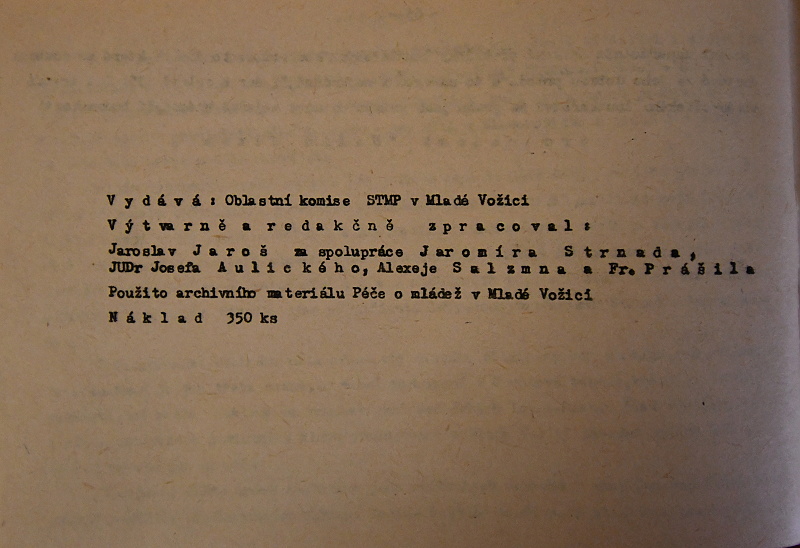 V y d á v á : Oblastní komise STMP v Mladé Vožici
V ý t v a r n ě a r e d a k č n ě z p r a c o v a l :
Jaroslav J a r o š za spolupráce J a r o m í r a S t r n a d a ,
JUDr Josefa A u l i c k é h o, Alexeje S a l z m n a a Fr. P r á š i l a
Použito archivního materiálu Péče o mládež v Mladé Vožici
N á k l a d 350 ks